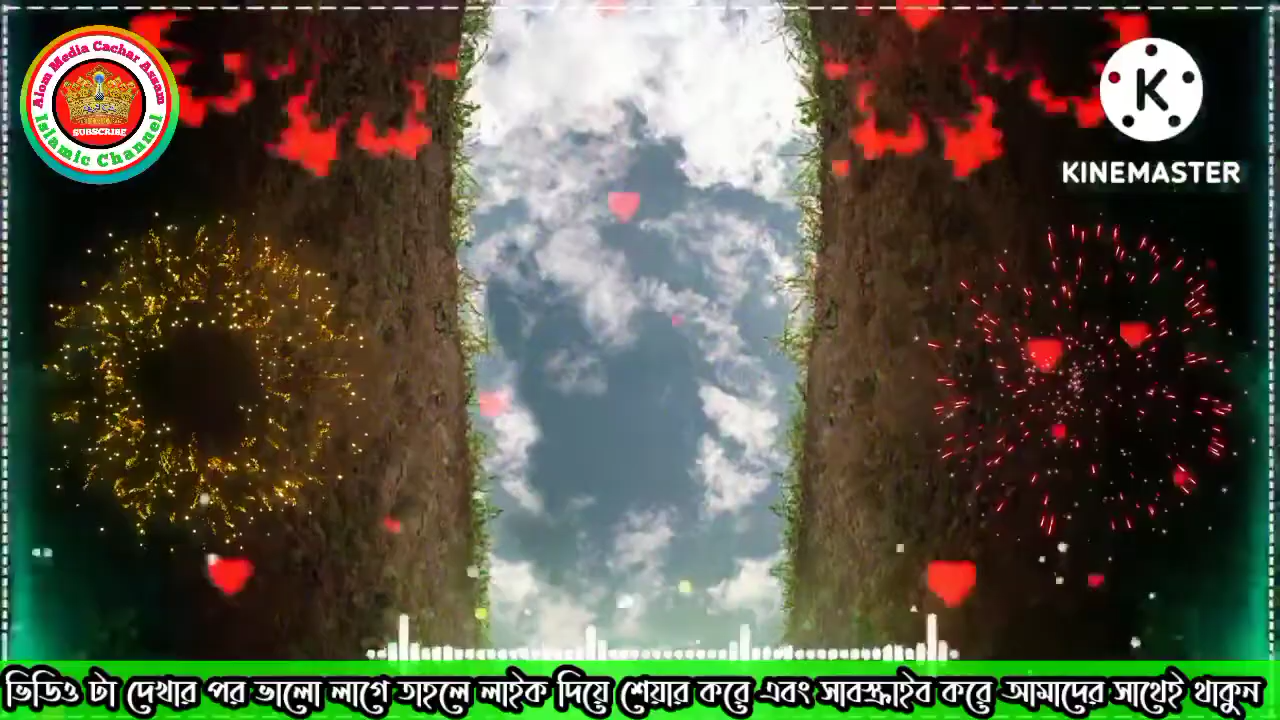 Alom Media Cachar Assam
SUBSCRIBE
Islamic Channel
K
KINEMASTER
ভিডিও টা দেখার পর ভালো লাগে তাহলে লাইক দিয়ে শেয়ার করে এবং সাবস্ক্রাইব করে আমাদের সাথেই থাকুন